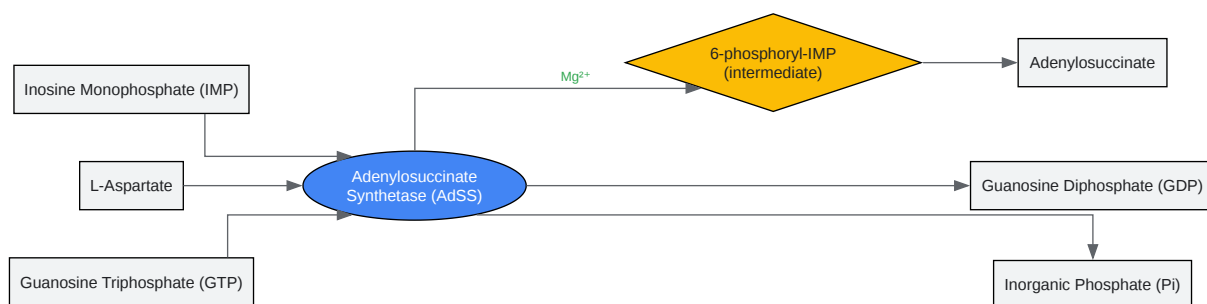 6-phosphoryl-IMP
(intermediate)
Adenylosuccinate
Mg²⁺
Inosine Monophosphate (IMP)
L-Aspartate
Adenylosuccinate
Synthetase (AdSS)
Guanosine Diphosphate (GDP)
Guanosine Triphosphate (GTP)
Inorganic Phosphate (Pi)